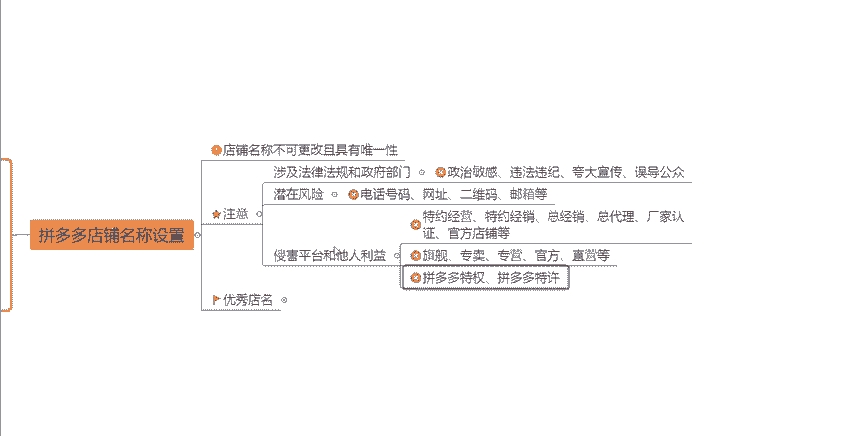 拼多多店铺名称设置
店铺名称不可更改且具有唯一性
注意
涉及法律法规和政府部门
政治敏感、违法违纪、夸大宣传、误导公众
潜在风险
电话号码、网址、二维码、邮箱等
侵害平台和他人利益
特约经营、特约经销、总经销、总代理、厂家认
证、官方店铺等
旗舰、专卖、专营、官方、直营等
拼多多特权、拼多多特许
优秀店名